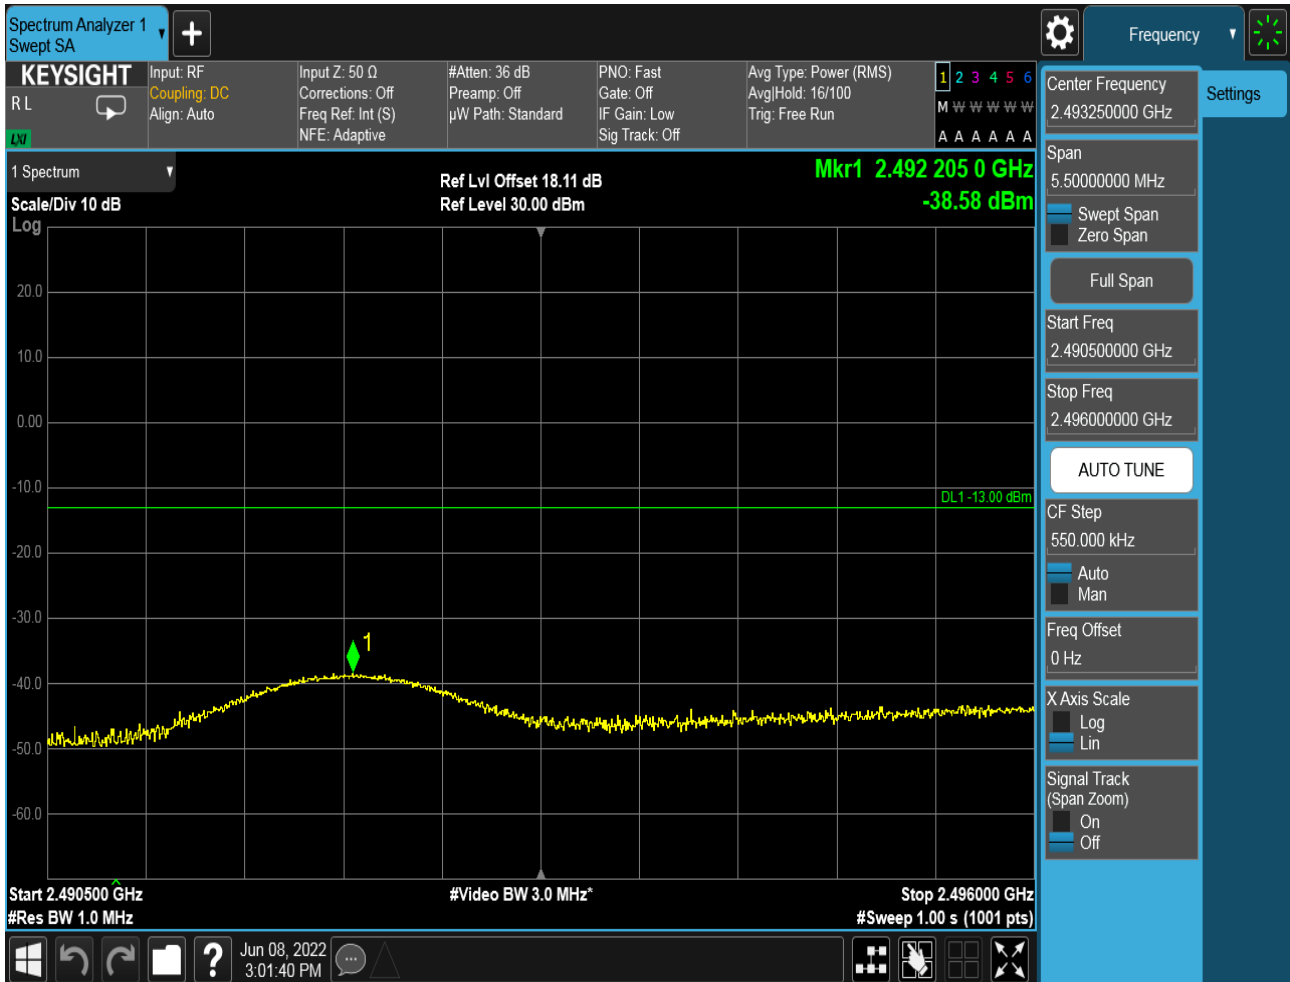 Spectrum Analyzer 1
Swept SA
Frequency
KEYSIGHT
R L
LXI
Input: RF
Coupling: DC
Align: Auto
Input Z: 50 Ω
Corrections: Off
Freq Ref: Int (S)
NFE: Adaptive
#Atten: 36 dB
Preamp: Off
µW Path: Standard
PNO: Fast
Gate: Off
IF Gain: Low
Sig Track: Off
Avg Type: Power (RMS)
Avg|Hold: 16/100
Trig: Free Run
1 2 3 4 5 6
M W W W W W
A A A A A A
1 Spectrum
Scale/Div 10 dB
Log
Ref Lvl Offset 18.11 dB
Ref Level 30.00 dBm
Mkr1 2.492 205 0 GHz
-38.58 dBm
20.0
10.0
0.00
-10.0
DL1 -13.00 dBm
-20.0
-30.0
1
-40.0
-50.0
-60.0
Start 2.490500 GHz
#Res BW 1.0 MHz
#Video BW 3.0 MHz*
Stop 2.496000 GHz
#Sweep 1.00 s (1001 pts)
?
Jun 08, 2022
3:01:40 PM
Center Frequency
2.493250000 GHz
Settings
Span
5.50000000 MHz
Swept Span
Zero Span
Full Span
Start Freq
2.490500000 GHz
Stop Freq
2.496000000 GHz
AUTO TUNE
CF Step
550.000 kHz
Auto
Man
Freq Offset
0 Hz
X Axis Scale
Log
Lin
Signal Track
(Span Zoom)
On
Off